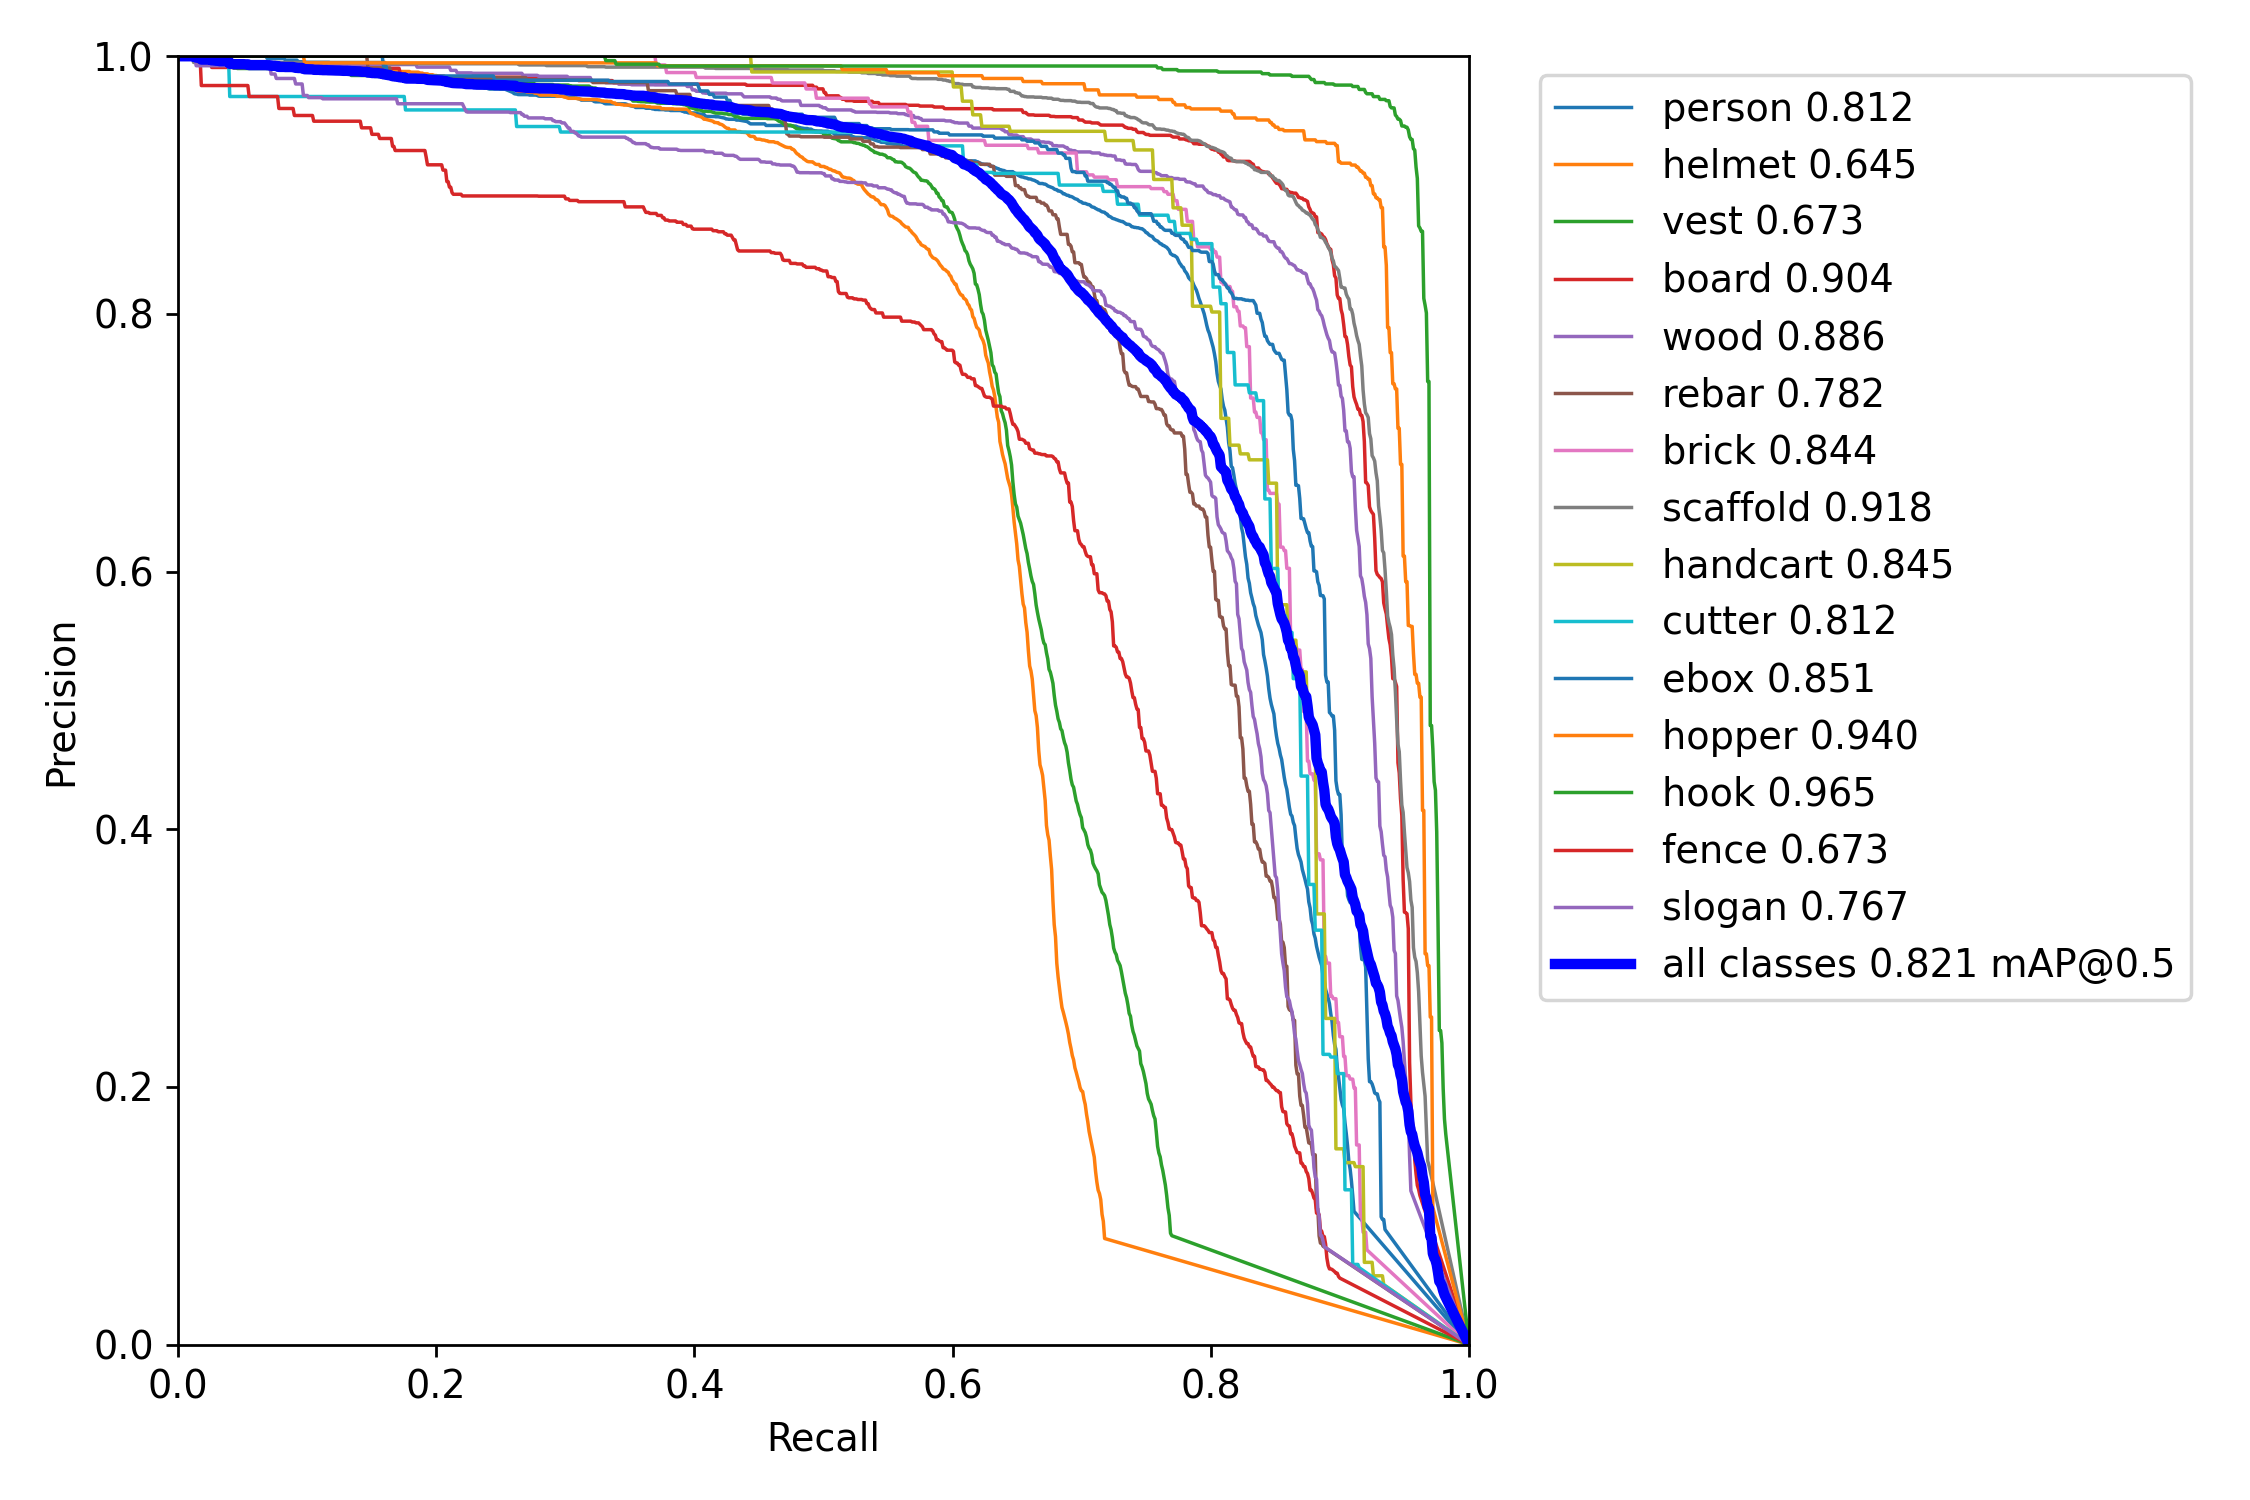 1.0
0.8
0.6
0.4
0.2
0.0
Precision
0.0 0.2 0.4 0.6 0.8 1.0
Recall
person 0.812
helmet 0.645
vest 0.673
board 0.904
wood 0.886
rebar 0.782
brick 0.844
scaffold 0.918
handcart 0.845
cutter 0.812
ebox 0.851
hopper 0.940
hook 0.965
fence 0.673
slogan 0.767
all classes 0.821 mAP@0.5